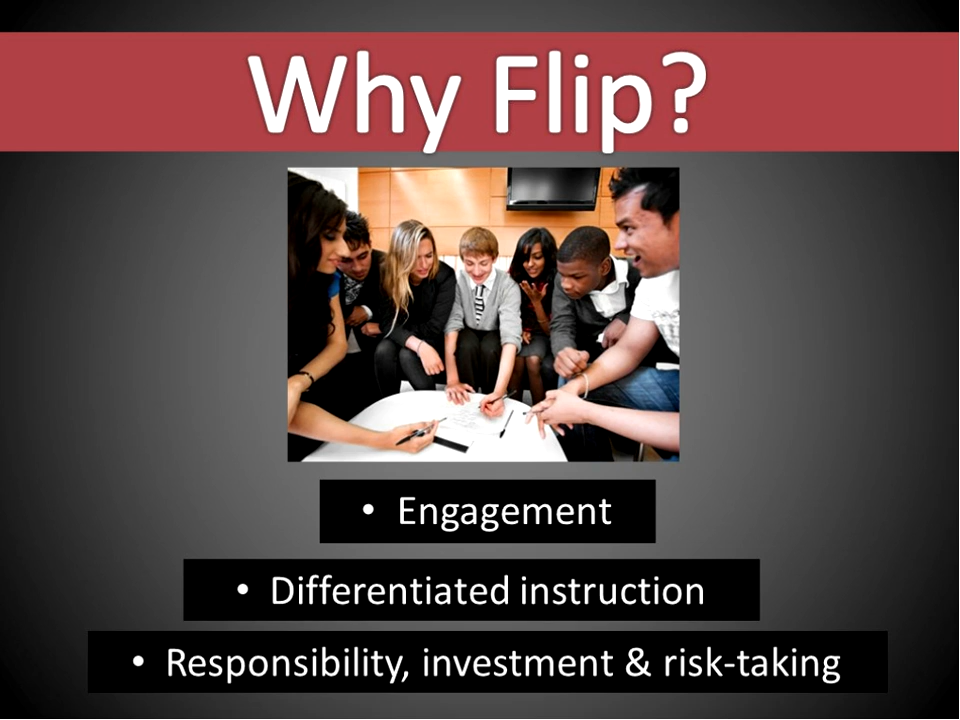 Why Flip?
• Engagement
• Differentiated instruction
• Responsibility, investment & risk-taking